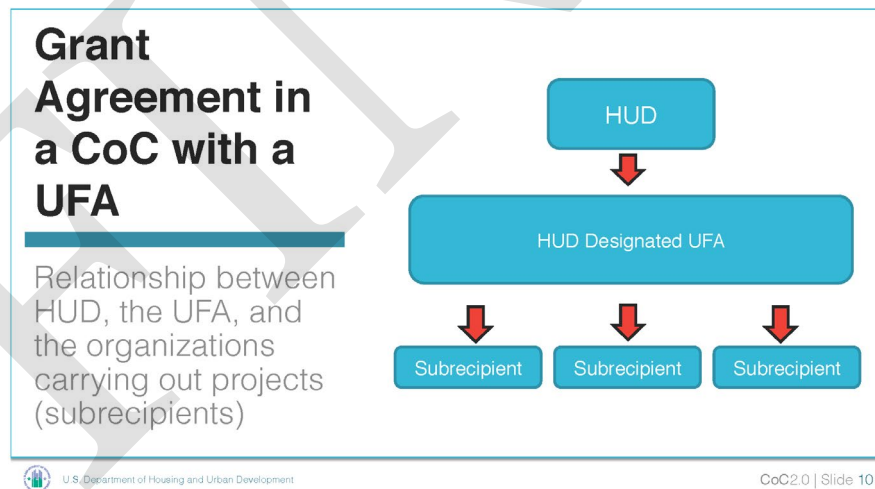 Grant
Agreement in
a CoC with a
UFA
Relationship between
HUD, the UFA, and
the organizations
carrying out projects
(subrecipients)
HUD
HUD Designated UFA
Subrecipient Subrecipient Subrecipient
U.S. Department of Housing and Urban Development
CoC2.0 | Slide 10